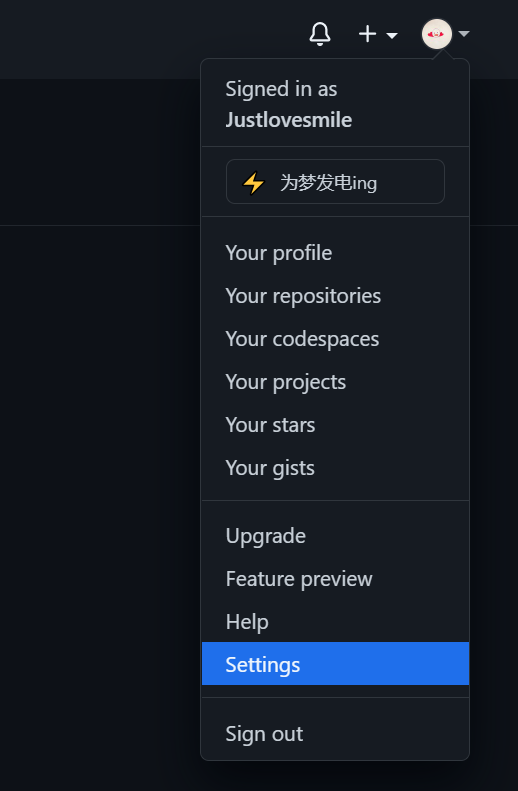 Signed in as
Justlovesmile
⚡ 为梦发电ing
Your profile
Your repositories
Your codespaces
Your projects
Your stars
Your gists
Upgrade
Feature preview
Help
Settings
Sign out